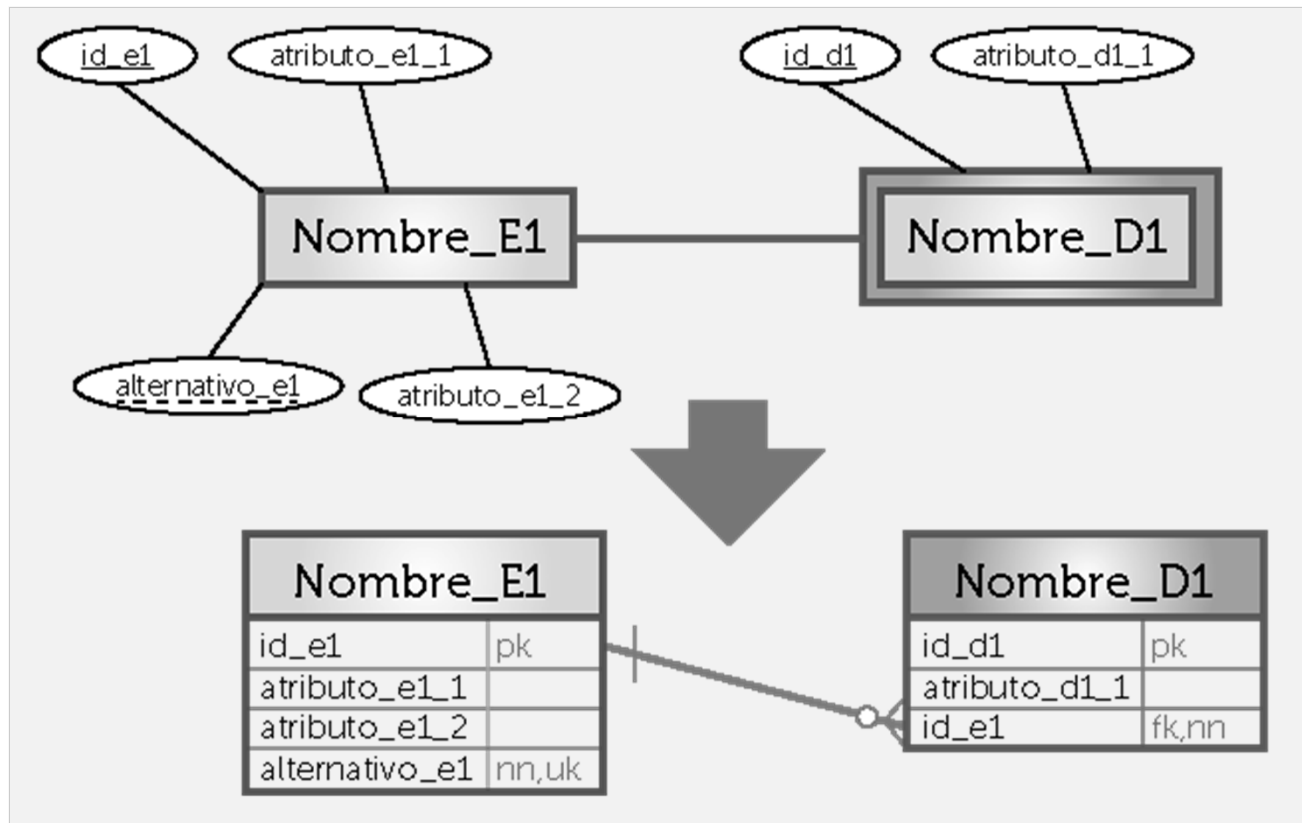 id_e1
atributo_e1_1
id_d1
atributo_d1_1
Nombre_E1
Nombre_D1
alternativo_e1
atributo_e1_2
Nombre_E1
id_e1 pk
atributo_e1_1
atributo_e1_2
alternativo_e1 nn,uk
Nombre_D1
id_d1 pk
atributo_d1_1
id_e1 fk,nn